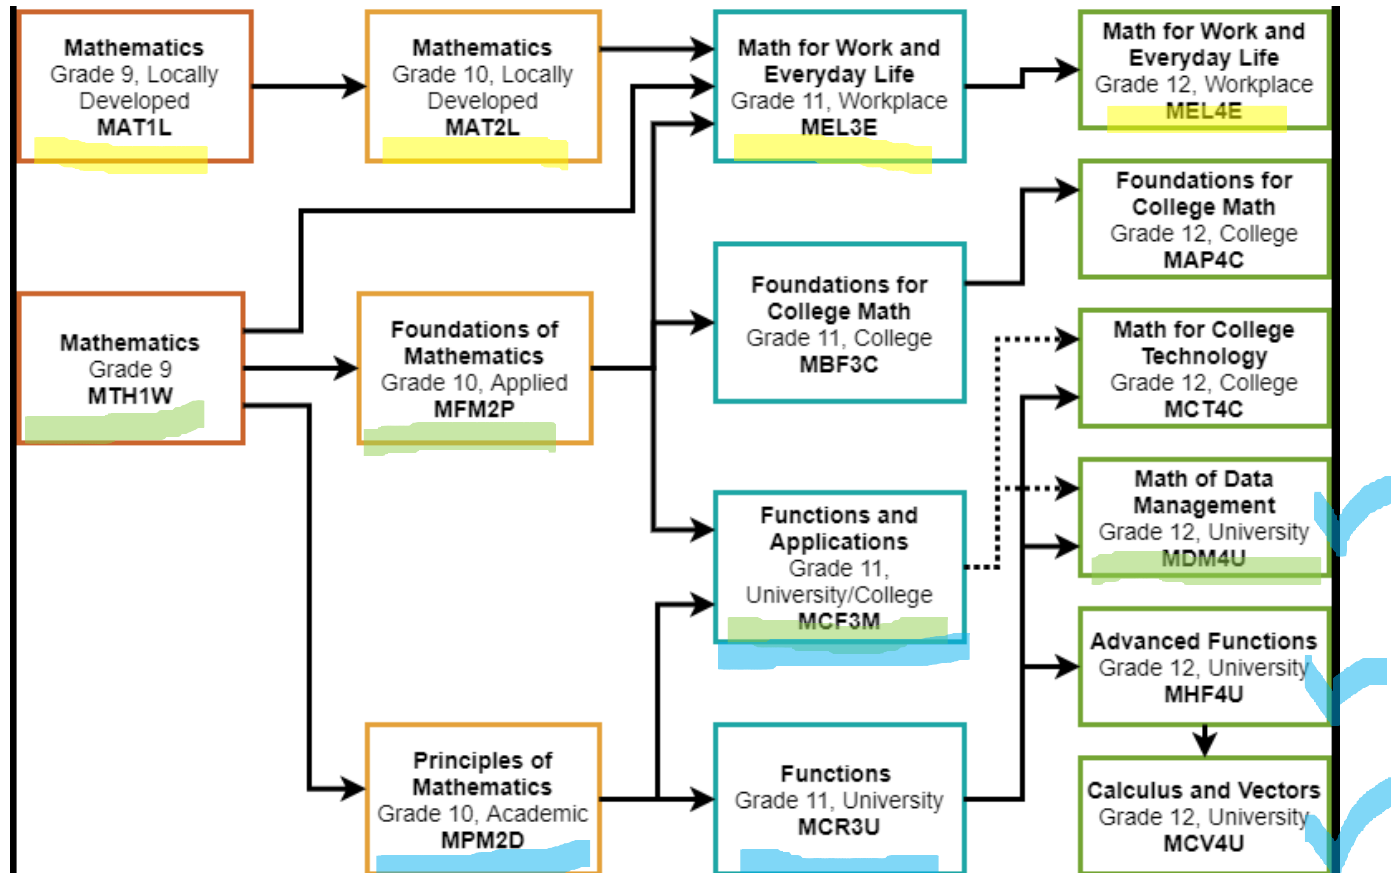 Mathematics
Grade 9, Locally
Developed
MAT1L
Mathematics
Grade 10, Locally
Developed
MAT2L
Math for Work and
Everyday Life
Grade 11, Workplace
MEL3E
Math for Work and
Everyday Life
Grade 12, Workplace
MEL4E
Foundations for
College Math
Grade 12, College
MAP4C
Mathematics
Grade 9
MTH1W
Foundations of
Mathematics
Grade 10, Applied
MFM2P
Foundations for
College Math
Grade 11, College
MBF3C
Math for College
Technology
Grade 12, College
MCT4C
Functions and
Applications
Grade 11,
University/College
MCF3M
Math of Data
Management
Grade 12, University
MDM4U
Advanced Functions
Grade 12, University
MHF4U
Principles of
Mathematics
Grade 10, Academic
MPM2D
Functions
Grade 11, University
MCR3U
Calculus and Vectors
Grade 12, University
MCV4U